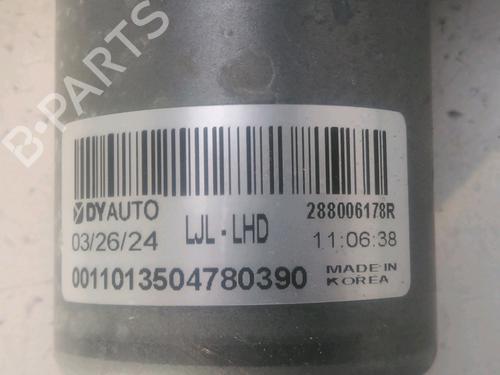 B-PARTS
DYAUTO LJL - LHD 288006178R
03/26/24 11:06:38
0011013504780390 MADE IN KOREA